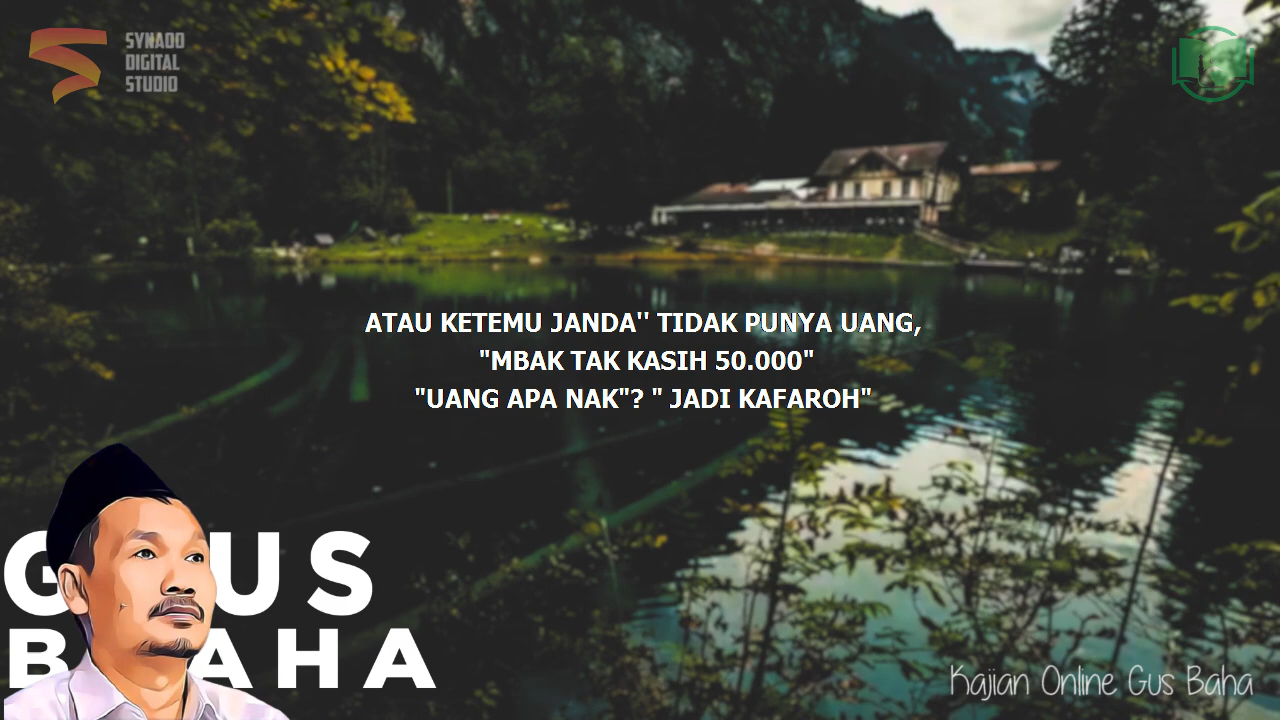 SYNADO
DIGITAL
STUDIO
ATAU KETEMU JANDA'' TIDAK PUNYA UANG,
"MBAK TAK KASIH 50.000"
"UANG APA NAK"? " JADI KAFAROH"
GUS
BAHA
Kajian Online Gus Baha